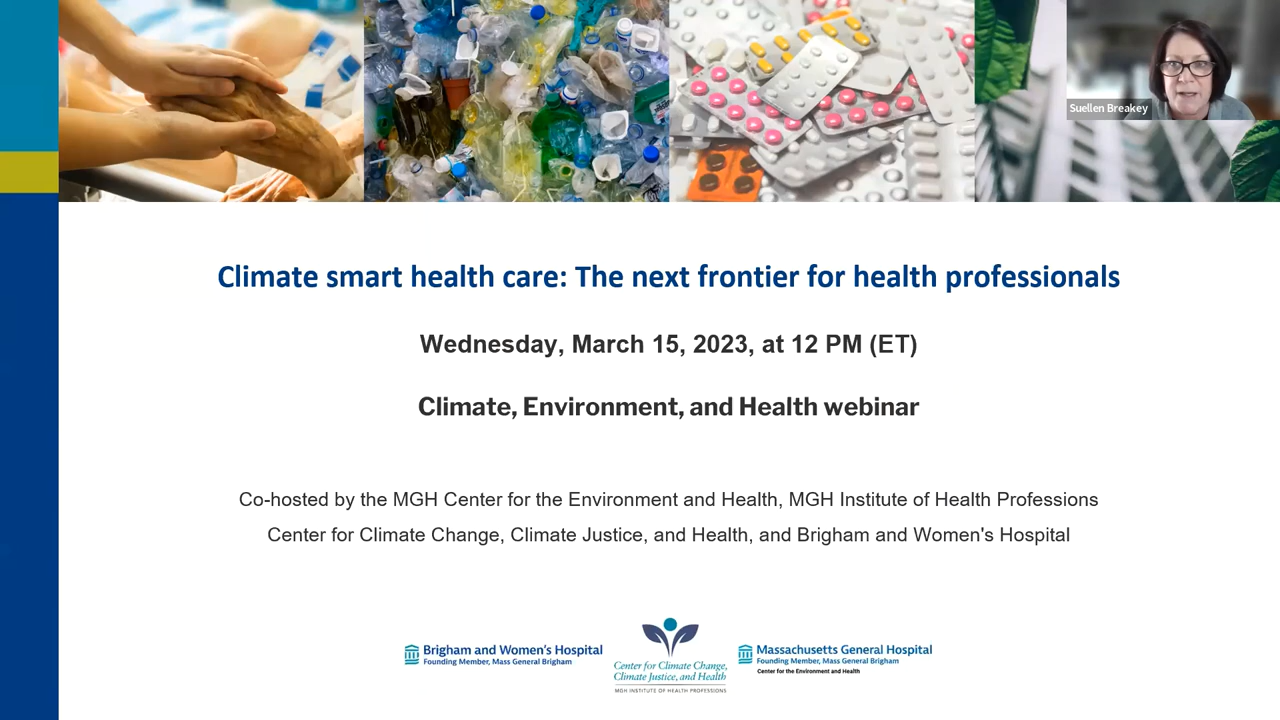 Suellen Breakey
Climate smart health care: The next frontier for health professionals
Wednesday, March 15, 2023, at 12 PM (ET)
Climate, Environment, and Health webinar
Co-hosted by the MGH Center for the Environment and Health, MGH Institute of Health Professions
Center for Climate Change, Climate Justice, and Health, and Brigham and Women's Hospital
Brigham and Women's Hospital
Founding Member, Mass General Brigham
Center for Climate Change,
Climate Justice, and Health
MGH INSTITUTE OF HEALTH PROFESSIONS
Massachusetts General Hospital
Founding Member, Mass General Brigham
Center for the Environment and Health